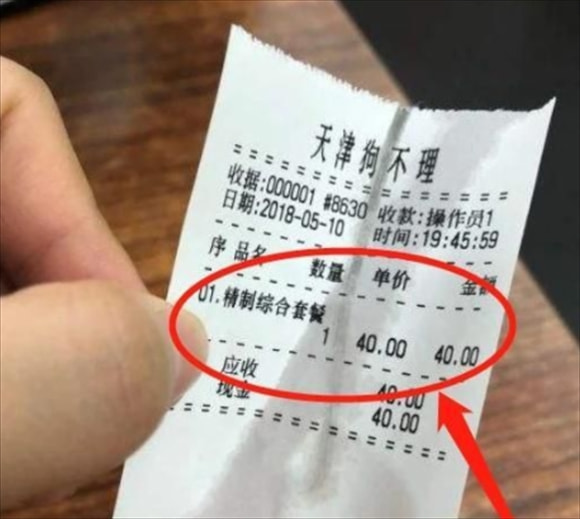 天津狗不理
收据:000001 #8630 收款:操作员1
日期:2018-05-10 时间:19:45:59
序 品名 数量 单价 金额
01.精制综合套餐
1 40.00 40.00
应收 40.00
现金 40.00